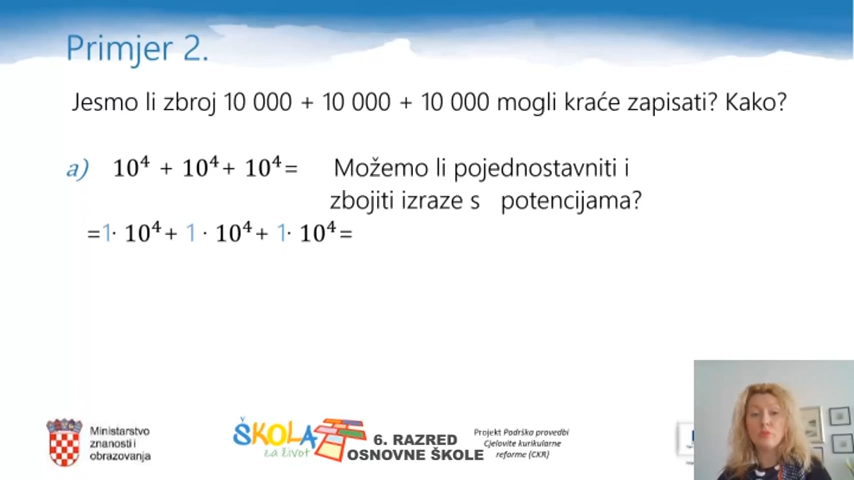 Primjer 2.
Jesmo li zbroj 10 000 + 10 000 + 10 000 mogli kraće zapisati? Kako?
a) 10⁴ + 10⁴+ 10⁴= Možemo li pojednostavniti i
zbojiti izraze s potencijama?
=1· 10⁴+ 1 · 10⁴+ 1· 10⁴=
Ministarstvo
znanosti i
obrazovanja
ŠKOLA
za život
6. RAZRED
OSNOVNE ŠKOLE
Projekt Podrška provedbi
Cjelovite kurikularne
reforme (CKR)